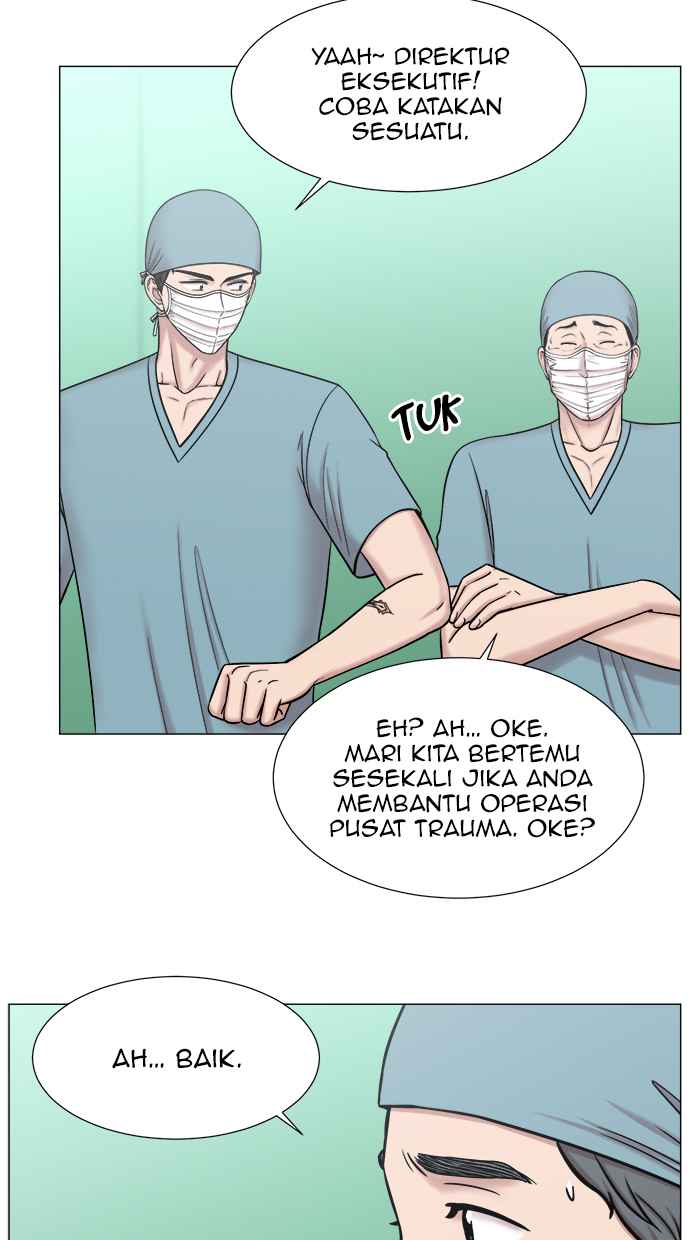 YAAH~ DIREKTUR
EKSEKUTIF!
COBA KATAKAN
SESUATU.
TUK
EH? AH... OKE.
MARI KITA BERTEMU
SESEKALI JIKA ANDA
MEMBANTU OPERASI
PUSAT TRAUMA. OKE?
AH... BAIK.